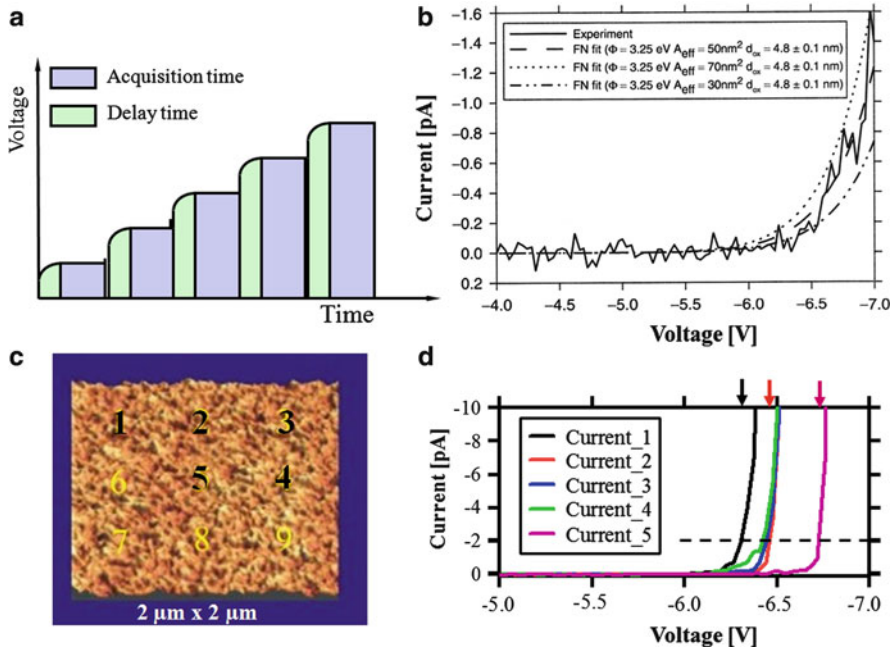 a
Voltage
Acquisition time
Delay time
Time
b
Current [pA]
−1.6
−1.4
−1.2
−1.0
−0.8
−0.6
−0.4
−0.2
0.0
0.2
Experiment
FN fit (Φ = 3.25 eV A_eff = 50nm² d_ox = 4.8 ± 0.1 nm)
FN fit (Φ = 3.25 eV A_eff = 70nm² d_ox = 4.8 ± 0.1 nm)
FN fit (Φ = 3.25 eV A_eff = 30nm² d_ox = 4.8 ± 0.1 nm)
−4.0 −4.5 −5.0 −5.5 −6.0 −6.5 −7.0
Voltage [V]
c
1 2 3
6 5 4
7 8 9
2 µm x 2 µm
d
Current [pA]
-10
-8
-6
-4
-2
0
Current_1
Current_2
Current_3
Current_4
Current_5
-5.0 -5.5 -6.0 -6.5 -7.0
Voltage [V]